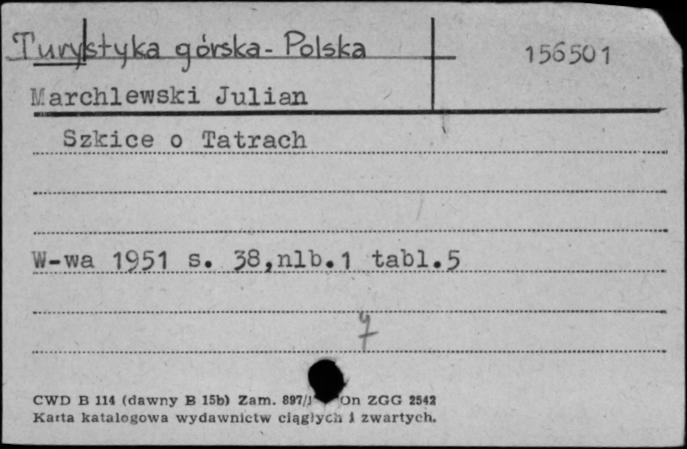 Turystyka górska - Polska
156501
Marchlewski Julian
Szkice o Tatrach
W-wa 1951 s. 38,nlb.1 tabl.5
CWD B 114 (dawny B 15b) Zam. 897/ On ZGG 2542
Karta katalogowa wydawnictw ciągłych i zwartych.